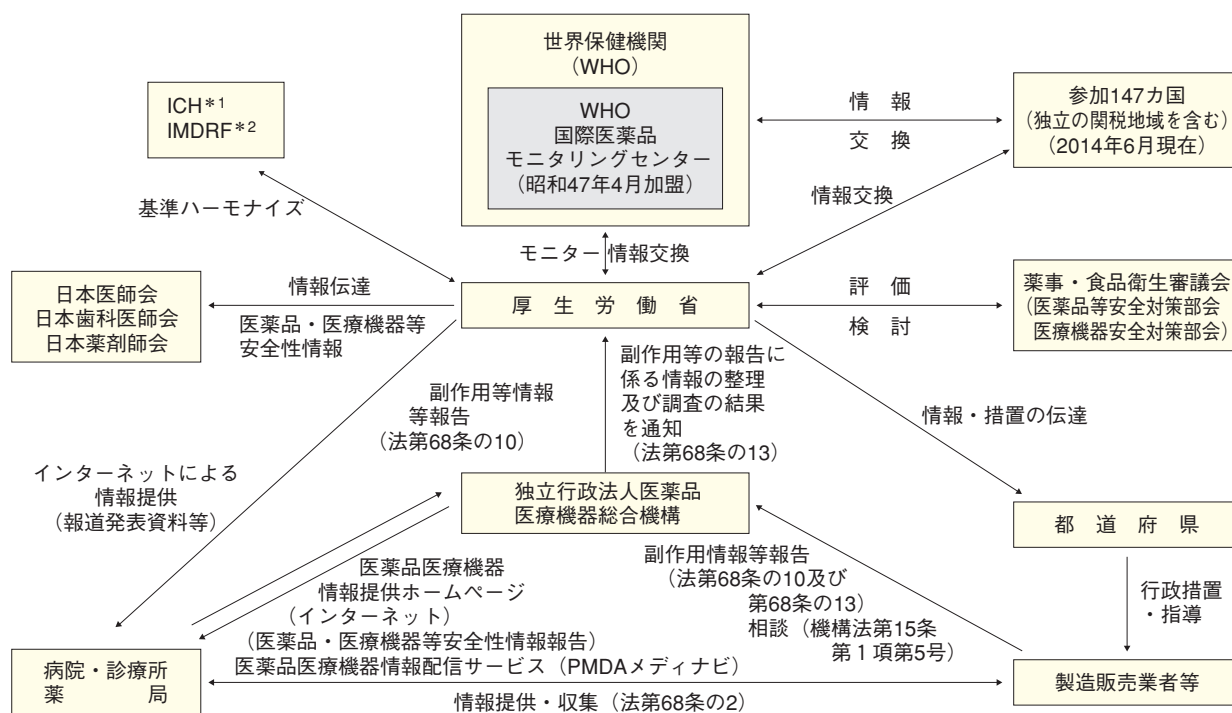 世界保健機関
（WHO）
WHO
国際医薬品
モニタリングセンター
（昭和47年4月加盟）
ICH＊1
IMDRF＊2
情　報
交　換
参加147カ国
（独立の関税地域を含む）
（2014年6月現在）
基準ハーモナイズ
情報交換
モニター 情報交換
日本医師会
日本歯科医師会
日本薬剤師会
情報伝達
医薬品・医療機器等
安全性情報
厚　生　労　働　省
評　価
検　討
薬事・食品衛生審議会
（医薬品等安全対策部会
医療機器安全対策部会）
副作用等情報
等報告
（法第68条の10）
副作用等の報告に
係る情報の整理
及び調査の結果
を通知
（法第68条の13）
情報・措置の伝達
インターネットによる
情報提供
（報道発表資料等）
独立行政法人医薬品
医療機器総合機構
都　道　府　県
医薬品医療機器
情報提供ホームページ
（インターネット）
（医薬品・医療機器等安全性情報報告）
医薬品医療機器情報配信サービス（PMDAメディナビ）
副作用情報等報告
（法第68条の10及び
第68条の13）
相談（機構法第15条
第１項第5号）
行政措置
・指導
病院・診療所
薬　　　　局
情報提供・収集（法第68条の2）
製造販売業者等